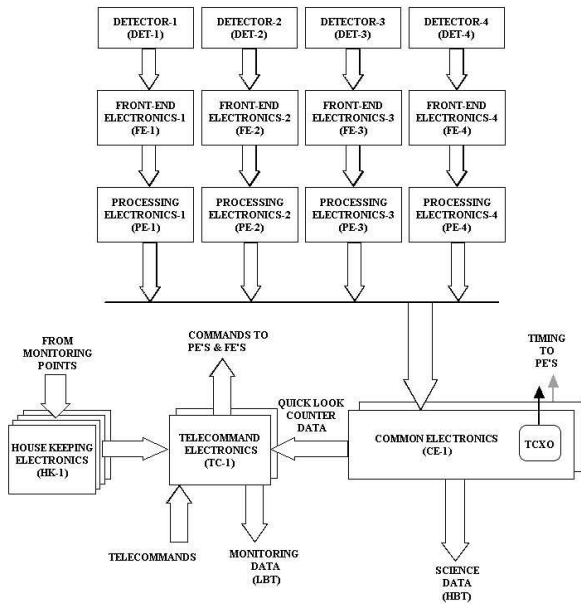 DETECTOR-1
(DET-1)
DETECTOR-2
(DET-2)
DETECTOR-3
(DET-3)
DETECTOR-4
(DET-4)
FRONT-END
ELECTRONICS-1
(FE-1)
FRONT-END
ELECTRONICS-2
(FE-2)
FRONT-END
ELECTRONICS-3
(FE-3)
FRONT-END
ELECTRONICS-4
(FE-4)
PROCESSING
ELECTRONICS-1
(PE-1)
PROCESSING
ELECTRONICS-2
(PE-2)
PROCESSING
ELECTRONICS-3
(PE-3)
PROCESSING
ELECTRONICS-4
(PE-4)
FROM
MONITORING
POINTS
COMMANDS TO
PE'S & FE'S
TIMING
TO
PE'S
QUICK LOOK
COUNTER
DATA
HOUSE KEEPING
ELECTRONICS
(HK-1)
TELECOMMAND
ELECTRONICS
(TC-1)
COMMON ELECTRONICS
(CE-1)
TCXO
TELECOMMANDS
MONITORING
DATA
(LBT)
SCIENCE
DATA
(HBT)